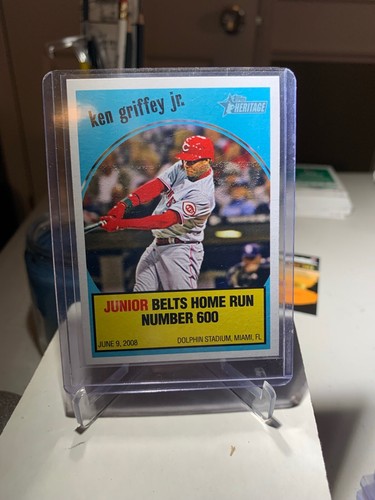 ken griffey jr.
Topps
HERITAGE
JUNIOR BELTS HOME RUN
NUMBER 600
JUNE 9, 2008 DOLPHIN STADIUM, MIAMI, FL